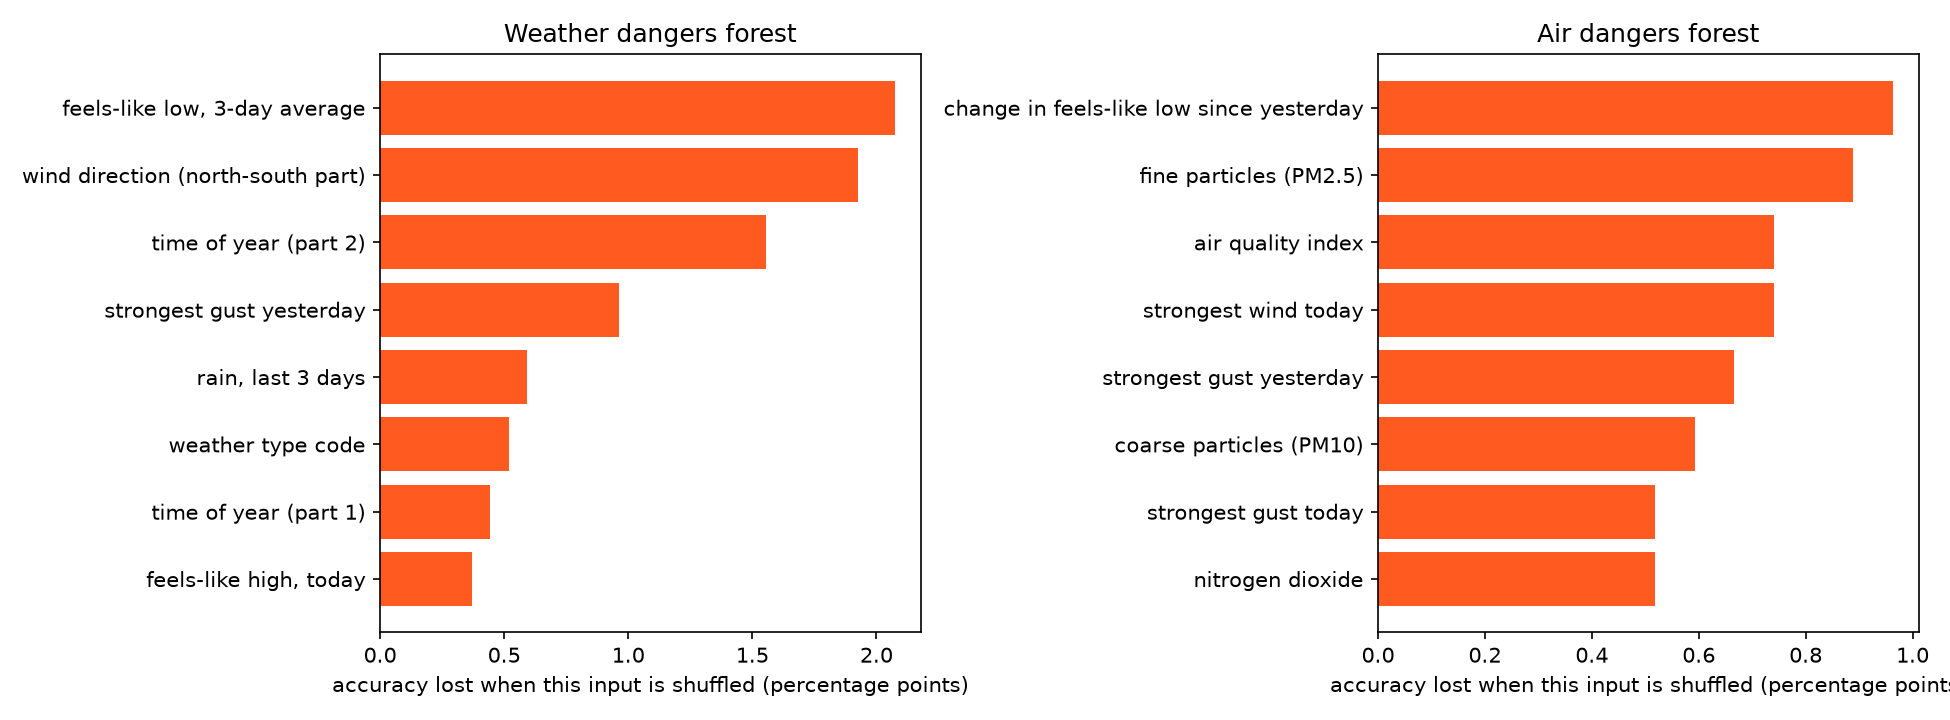 Weather dangers forest
feels-like low, 3-day average
wind direction (north-south part)
time of year (part 2)
strongest gust yesterday
rain, last 3 days
weather type code
time of year (part 1)
feels-like high, today
0.0 0.5 1.0 1.5 2.0
accuracy lost when this input is shuffled (percentage points)
Air dangers forest
change in feels-like low since yesterday
fine particles (PM2.5)
air quality index
strongest wind today
strongest gust yesterday
coarse particles (PM10)
strongest gust today
nitrogen dioxide
0.0 0.2 0.4 0.6 0.8 1.0
accuracy lost when this input is shuffled (percentage points